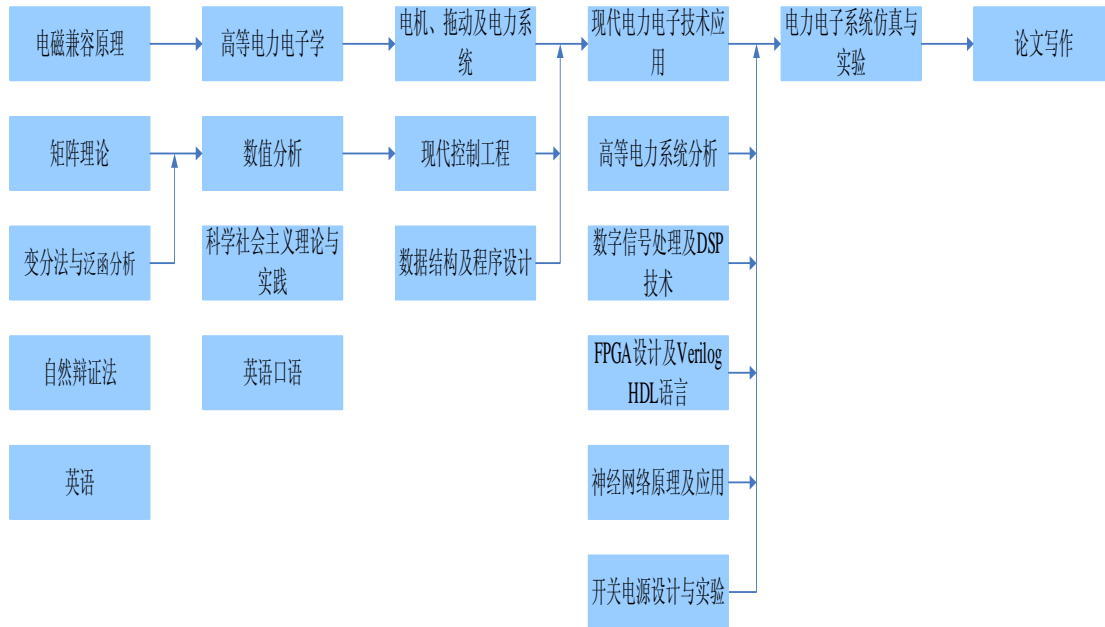 电磁兼容原理
高等电力电子学
电机、拖动及电力系
统
现代电力电子技术应
用
电力电子系统仿真与
实验
论文写作
矩阵理论
数值分析
现代控制工程
高等电力系统分析
变分法与泛函分析
科学社会主义理论与
实践
数据结构及程序设计
数字信号处理及DSP
技术
自然辩证法
英语口语
FPGA设计及Verilog
HDL语言
英语
神经网络原理及应用
开关电源设计与实验